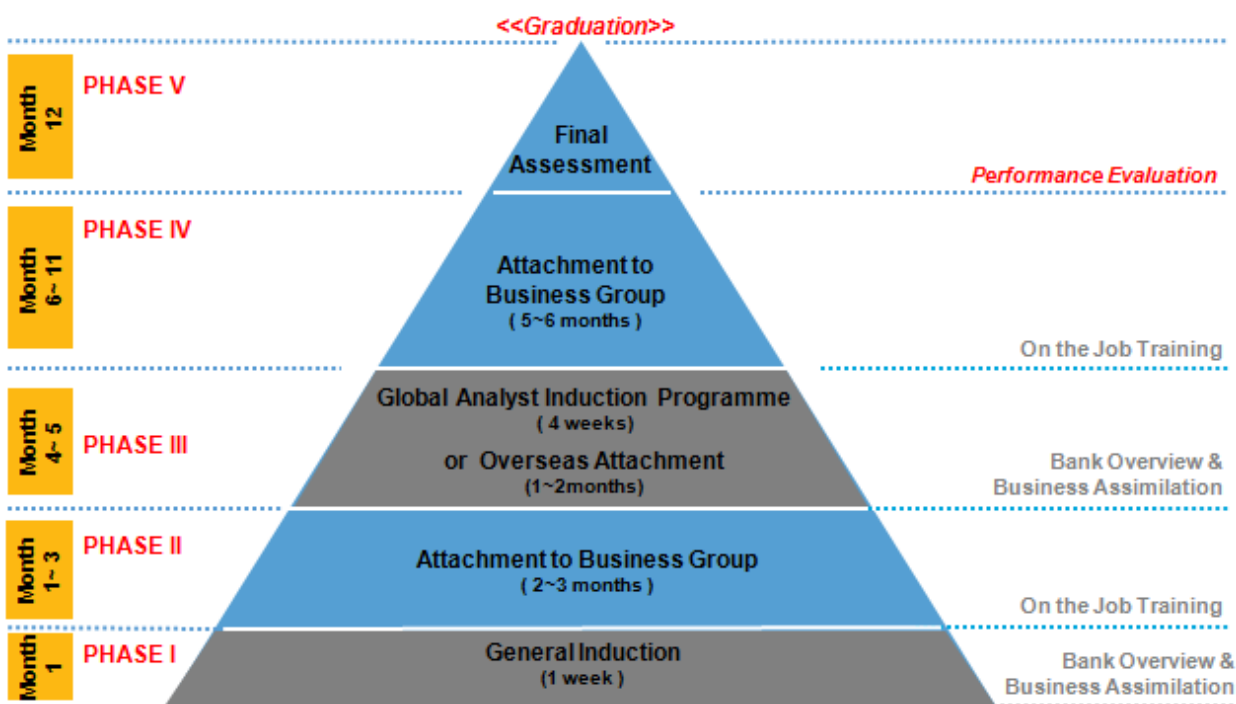 <<Graduation>>
Month
12
PHASE V
Final
Assessment
Performance Evaluation
Month
6~ 11
PHASE IV
Attachment to
Business Group
( 5~6 months )
On the Job Training
Month
4~ 5
PHASE III
Global Analyst Induction Programme
( 4 weeks)
or Overseas Attachment
(1~2months)
Bank Overview &
Business Assimilation
Month
1~ 3
PHASE II
Attachment to Business Group
( 2~3 months )
On the Job Training
Month
1
PHASE I
General Induction
(1 week )
Bank Overview &
Business Assimilation